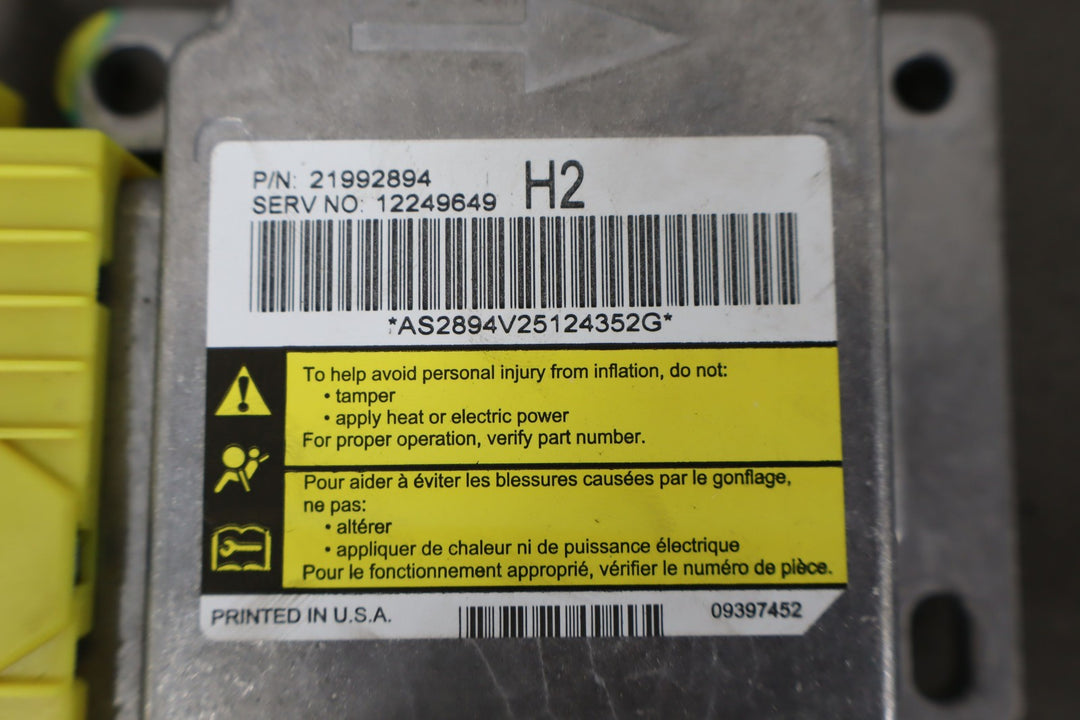 P/N: 21992894
SERV NO: 12249649
H2
*AS2894V25124352G*
To help avoid personal injury from inflation, do not:
• tamper
• apply heat or electric power
For proper operation, verify part number.
Pour aider à éviter les blessures causées par le gonflage,
ne pas:
• altérer
• appliquer de chaleur ni de puissance électrique
Pour le fonctionnement approprié, vérifier le numéro de pièce.
PRINTED IN U.S.A.
09397452